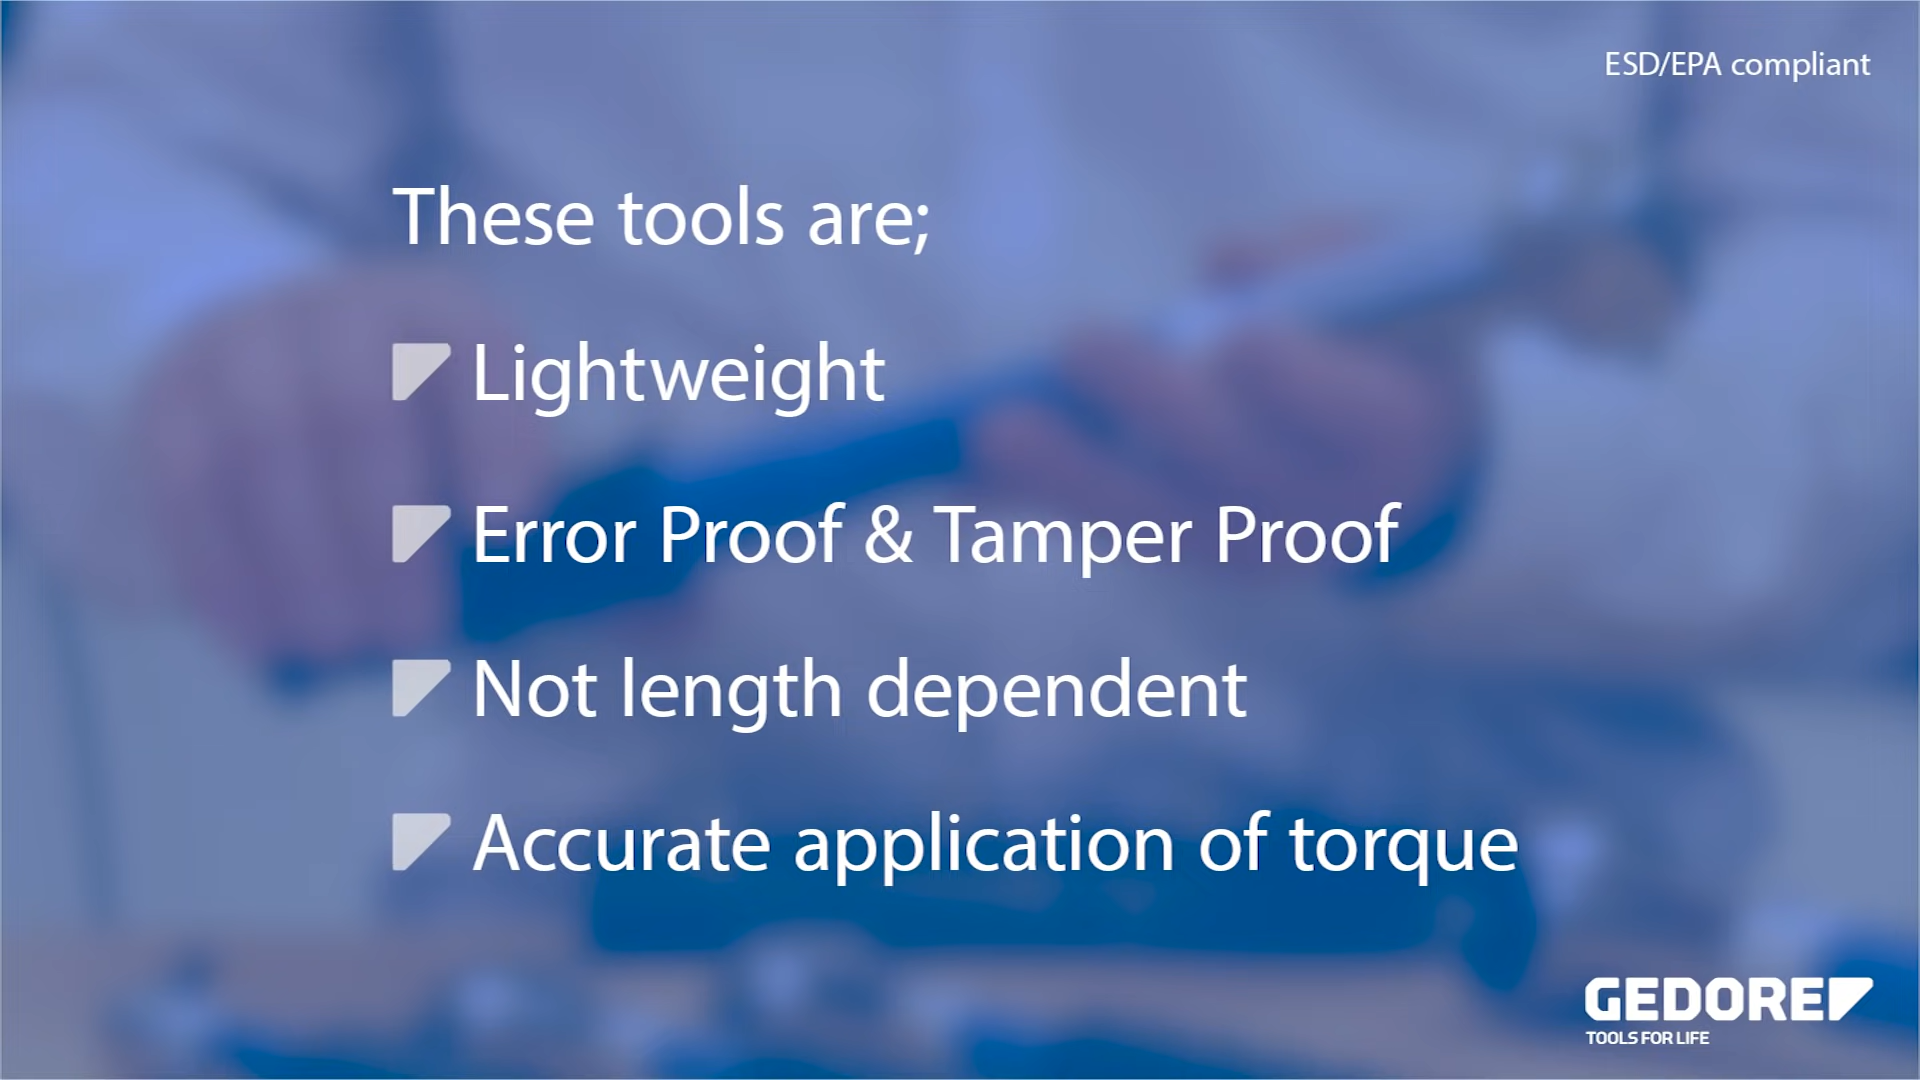 ESD/EPA compliant
These tools are;
Lightweight
Error Proof & Tamper Proof
Not length dependent
Accurate application of torque
GEDORE
TOOLS FOR LIFE